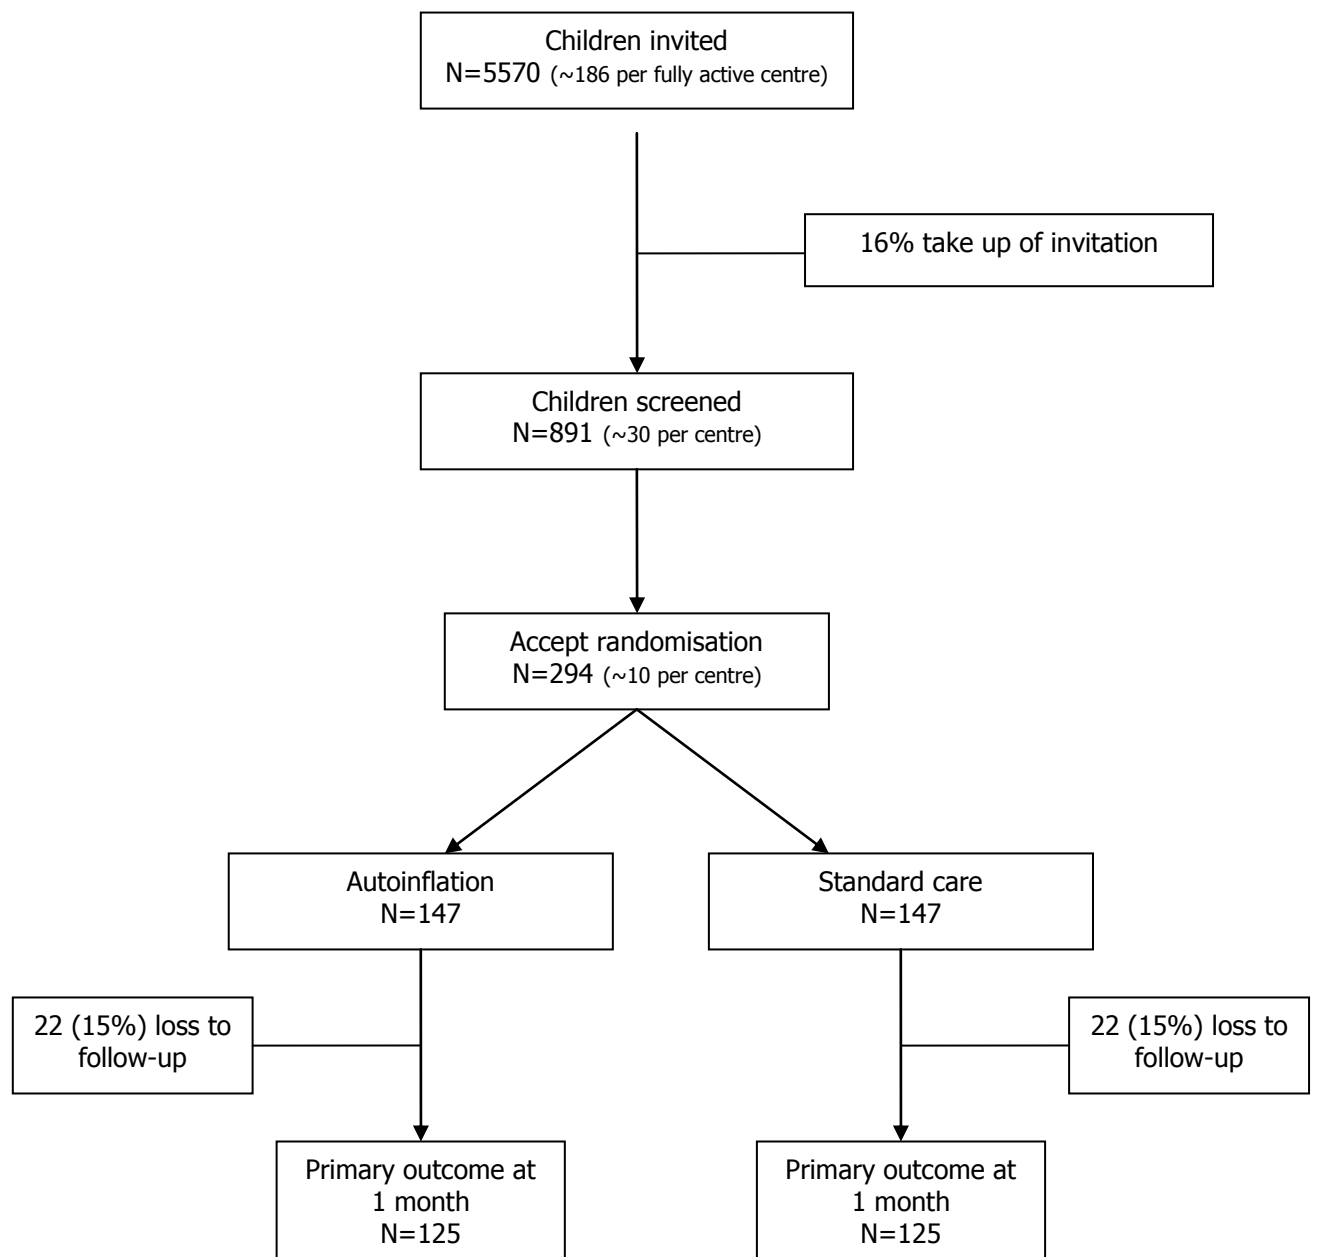 Children invited
N=5570 (~186 per fully active centre)
16% take up of invitation
Children screened
N=891 (~30 per centre)
Accept randomisation
N=294 (~10 per centre)
Autoinflation
N=147
Standard care
N=147
22 (15%) loss to
follow-up
22 (15%) loss to
follow-up
Primary outcome at
1 month
N=125
Primary outcome at
1 month
N=125